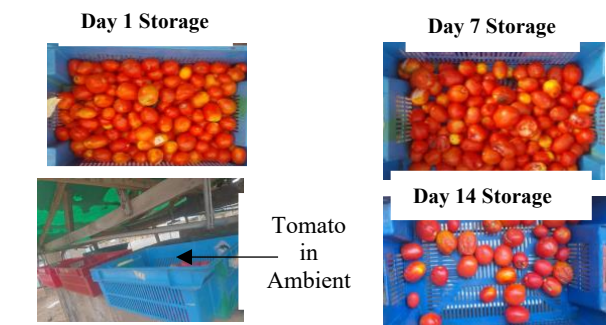 Day 1 Storage
Day 7 Storage
Day 14 Storage
Tomato
in
Ambient